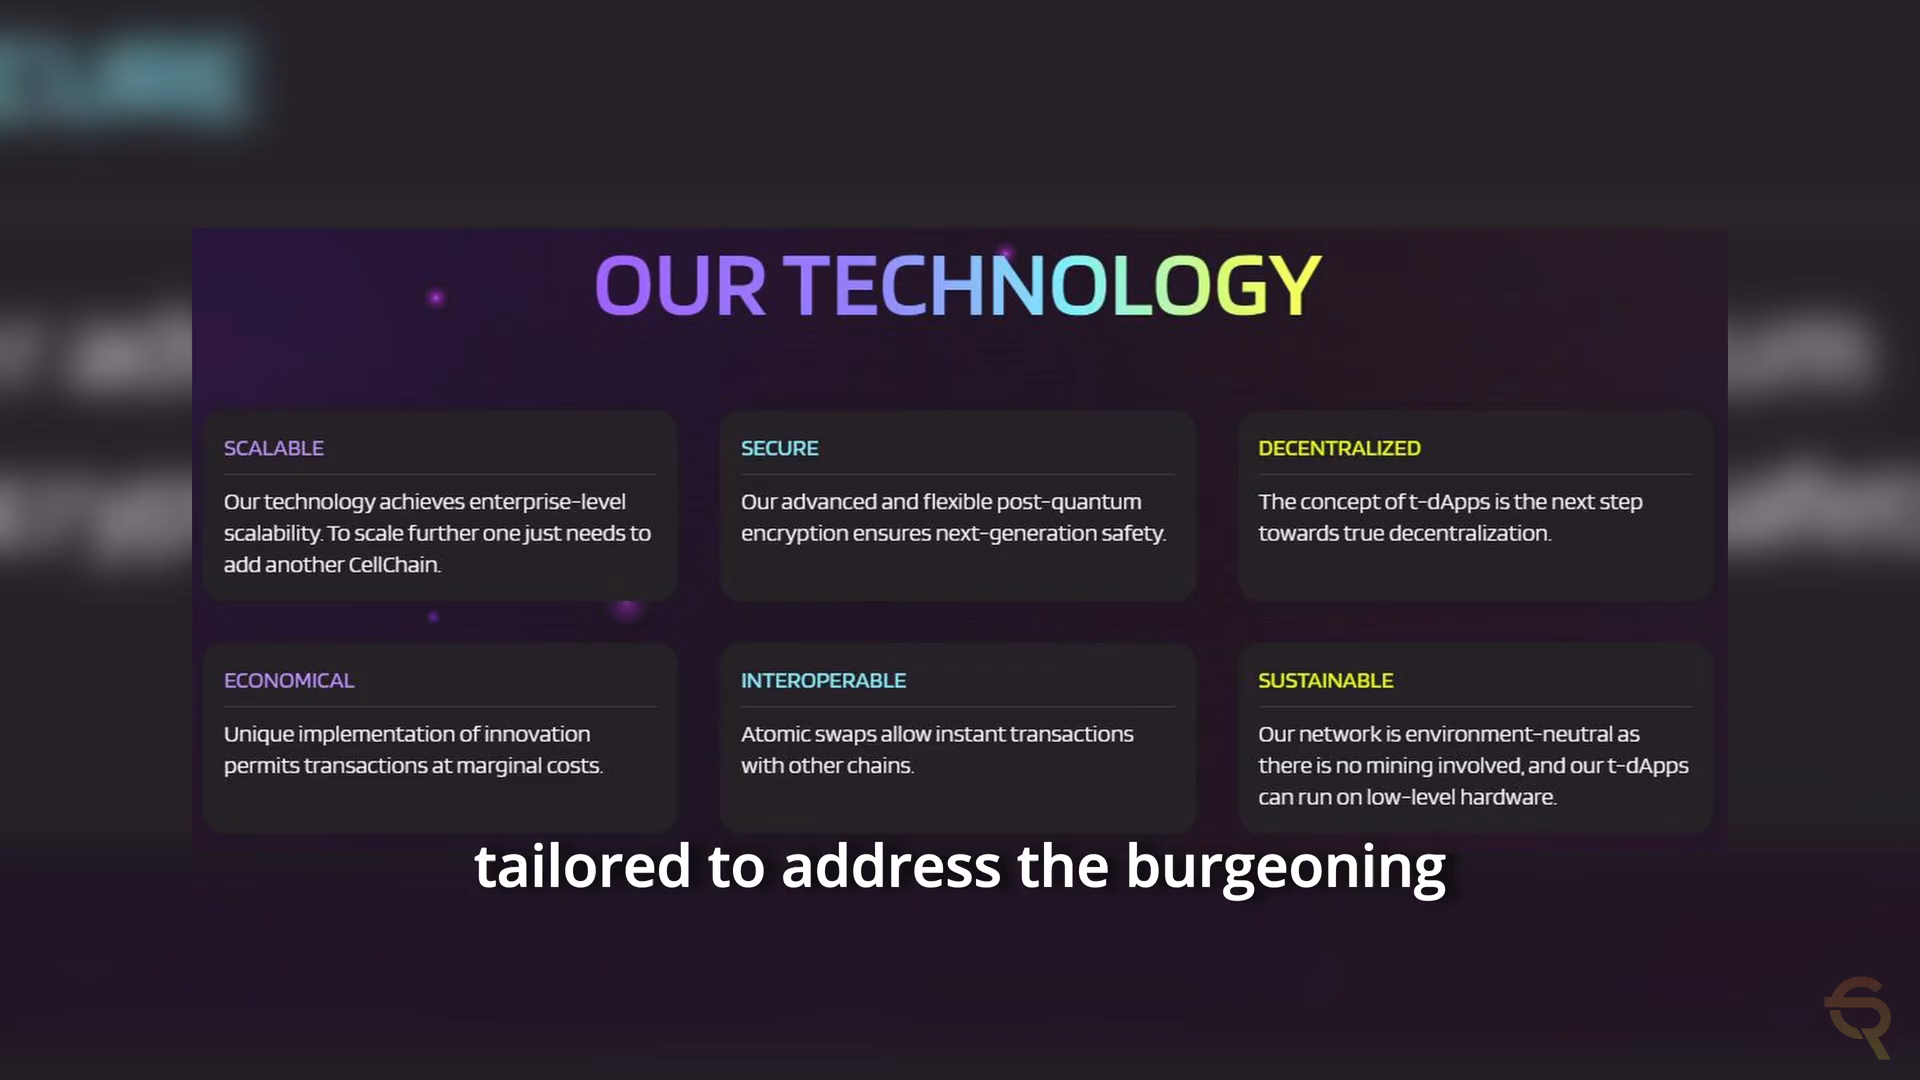 OUR TECHNOLOGY
SCALABLE
Our technology achieves enterprise-level
scalability. To scale further one just needs to
add another CellChain.
SECURE
Our advanced and flexible post-quantum
encryption ensures next-generation safety.
DECENTRALIZED
The concept of t-dApps is the next step
towards true decentralization.
ECONOMICAL
Unique implementation of innovation
permits transactions at marginal costs.
INTEROPERABLE
Atomic swaps allow instant transactions
with other chains.
SUSTAINABLE
Our network is environment-neutral as
there is no mining involved, and our t-dApps
can run on low-level hardware.
tailored to address the burgeoning